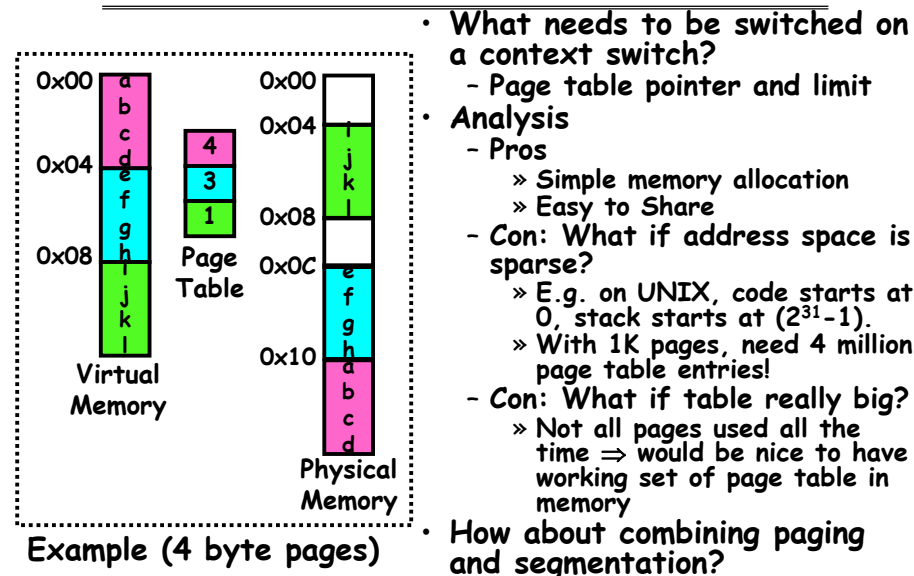 0x00
0x04
0x08
a
b
c
d
e
f
g
h
i
j
k
l
Virtual
Memory
4
3
1
Page
Table
0x00
0x04
0x08
0x0C
0x10
i
j
k
l
e
f
g
h
a
b
c
d
Physical
Memory
Example (4 byte pages)
• What needs to be switched on
a context switch?
– Page table pointer and limit
• Analysis
– Pros
» Simple memory allocation
» Easy to Share
– Con: What if address space is
sparse?
» E.g. on UNIX, code starts at
0, stack starts at (2³¹-1).
» With 1K pages, need 4 million
page table entries!
– Con: What if table really big?
» Not all pages used all the
time ⇒ would be nice to have
working set of page table in
memory
• How about combining paging
and segmentation?